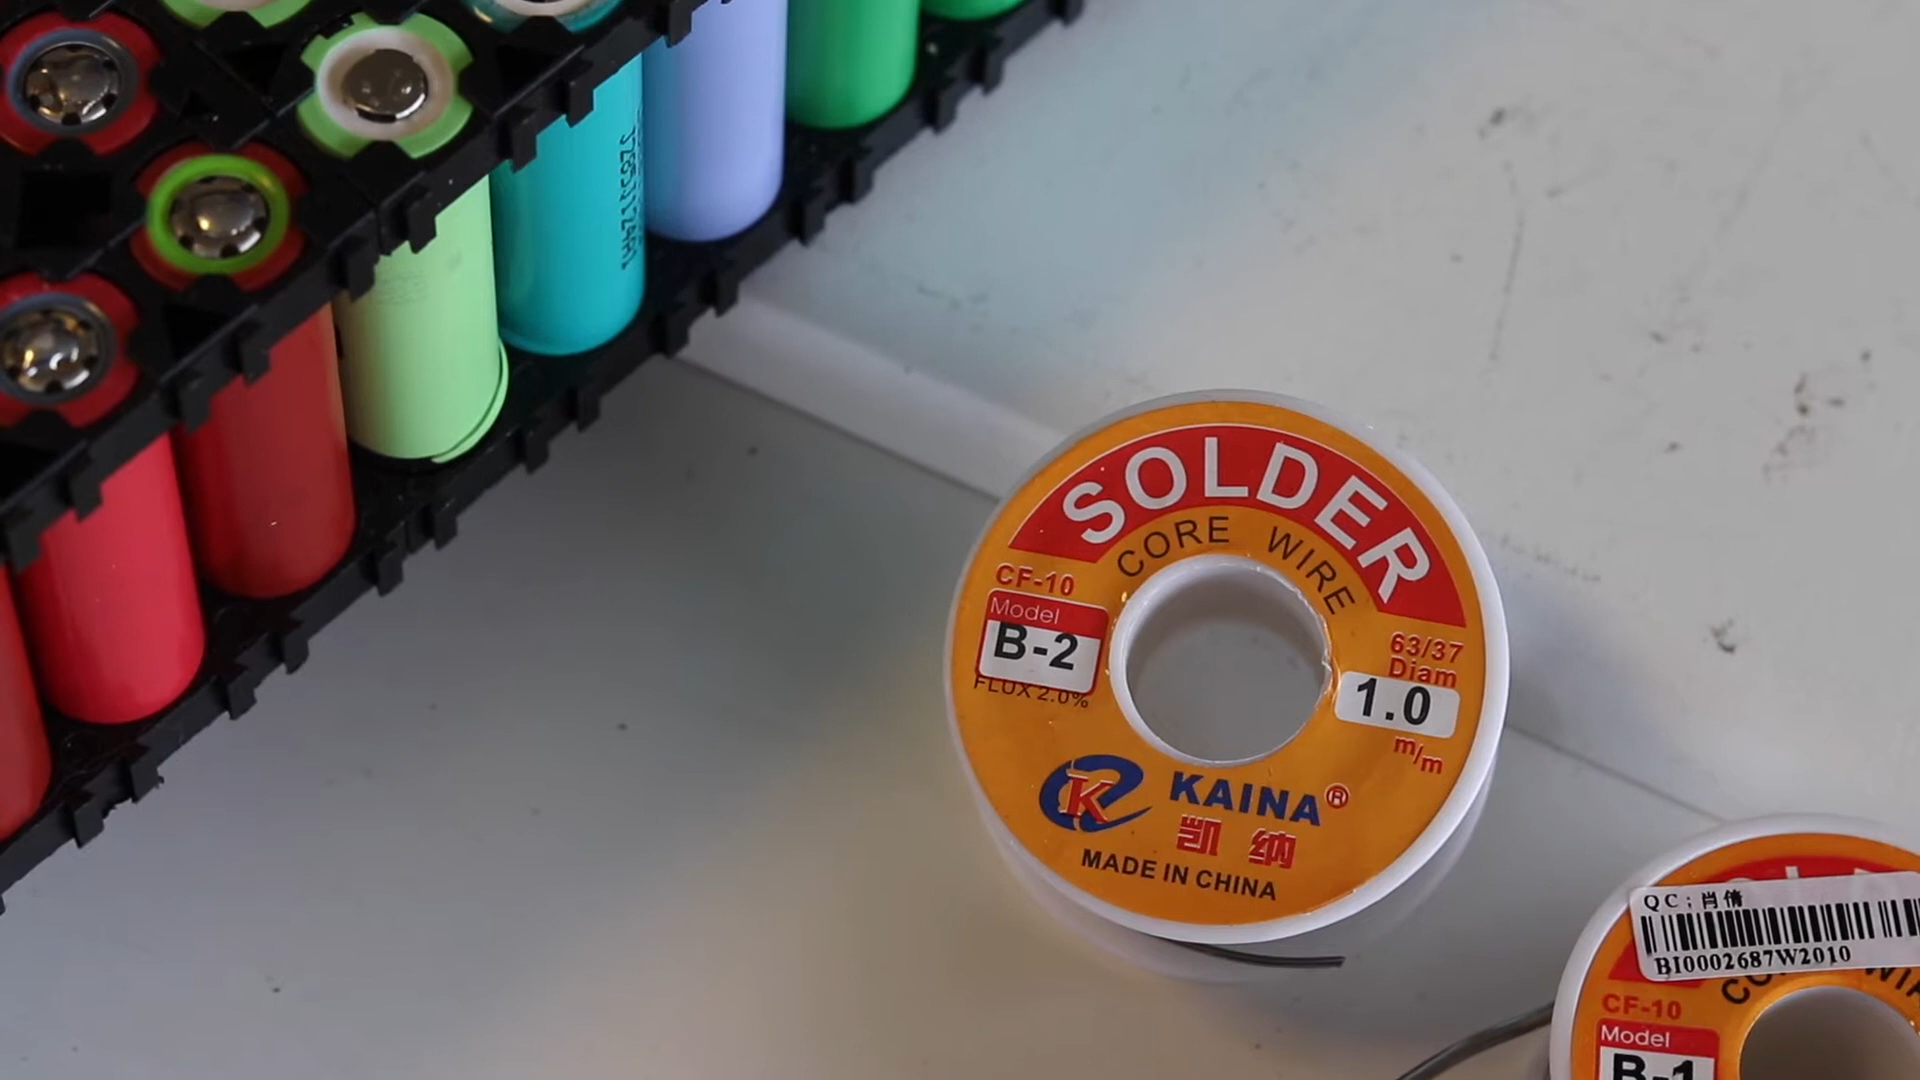 SOLDER
CORE WIRE
CF-10
Model
B-2
FLUX 2.0%
63/37
Diam
1.0
m/m
K
KAINA®
凯纳
MADE IN CHINA
QC;肖倩
BI0002687W2010
CF-10
Model
B-1